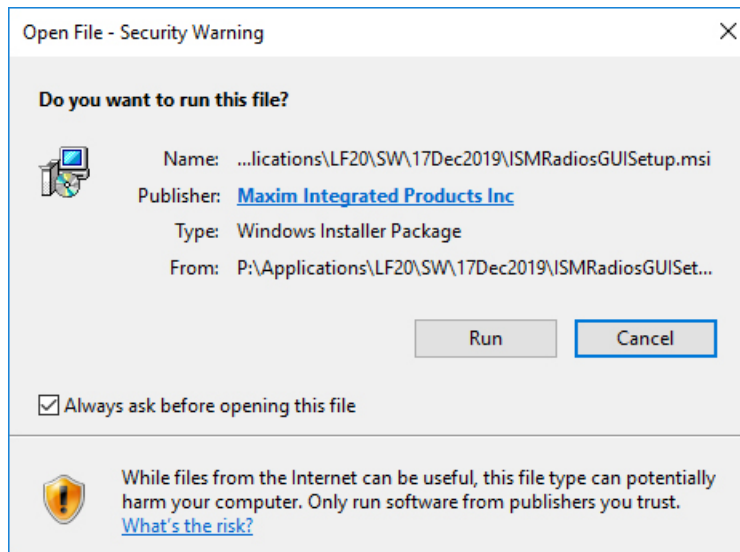 Open File - Security Warning
Do you want to run this file?
Name: ...lications\LF20\SW\17Dec2019\ISMRadiosGUISetup.msi
Publisher: Maxim Integrated Products Inc
Type: Windows Installer Package
From: P:\Applications\LF20\SW\17Dec2019\ISMRadiosGUISet...
Run Cancel
Always ask before opening this file
While files from the Internet can be useful, this file type can potentially
harm your computer. Only run software from publishers you trust.
What's the risk?